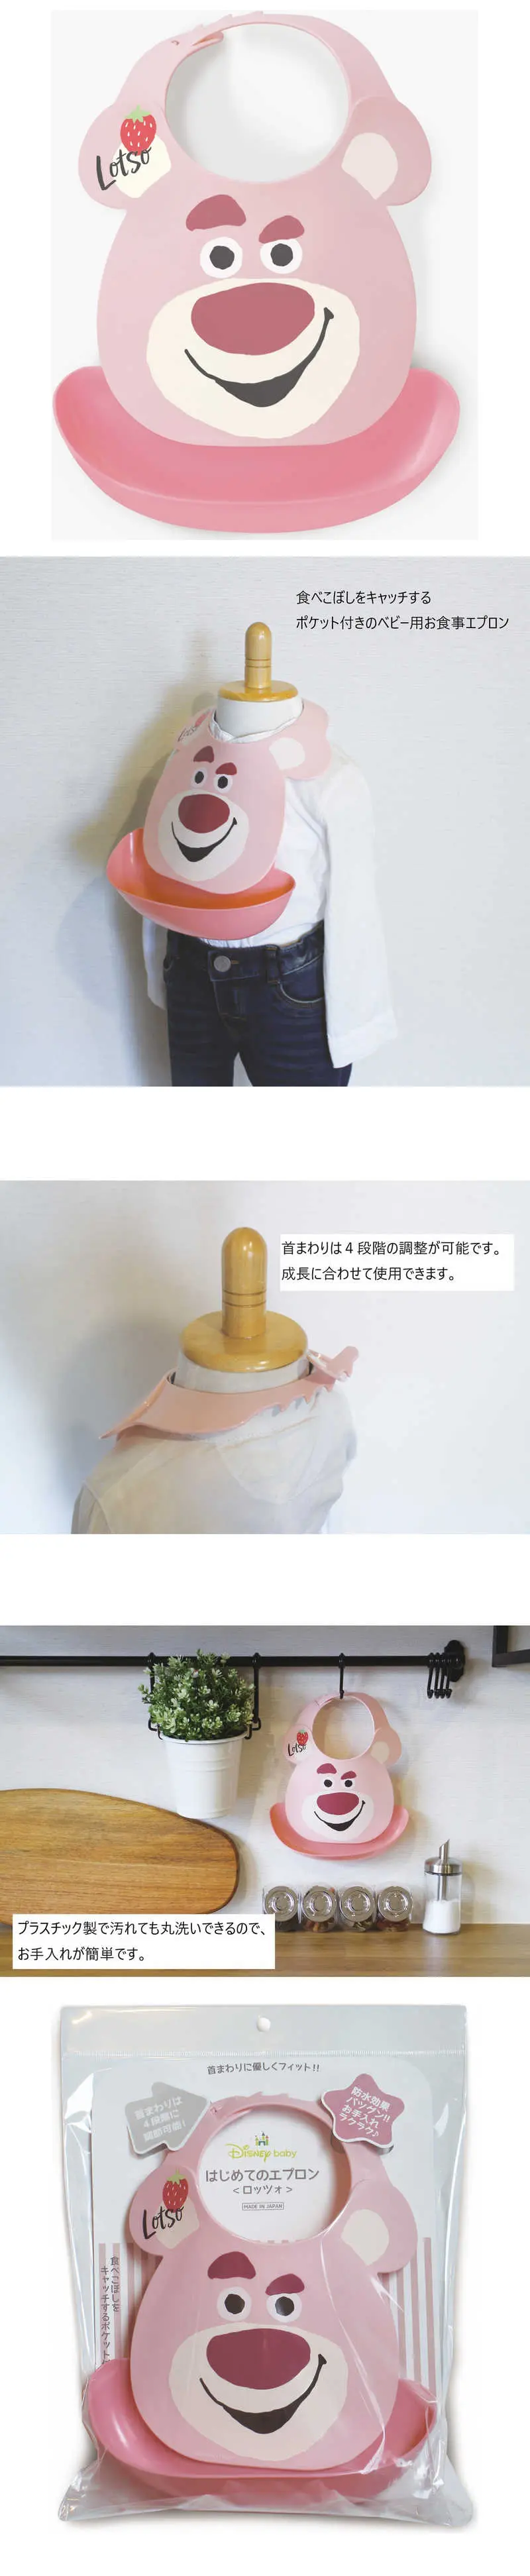 Lotso
食べこぼしをキャッチする
ポケット付きのベビー用お食事エプロン
首まわりは4段階の調整が可能です。
成長に合わせて使用できます。
Lotso
プラスチック製で汚れても丸洗いできるので、
お手入れが簡単です。
首まわりに優しくフィット!!
首まわりは
4段階に
調節可能!
防水効果
バツグン!!
お手入れ
ラクラク♪
Disney baby
はじめてのエプロン
<ロッツォ>
MADE IN JAPAN
Lotso
食べこぼしを
キャッチするポケット